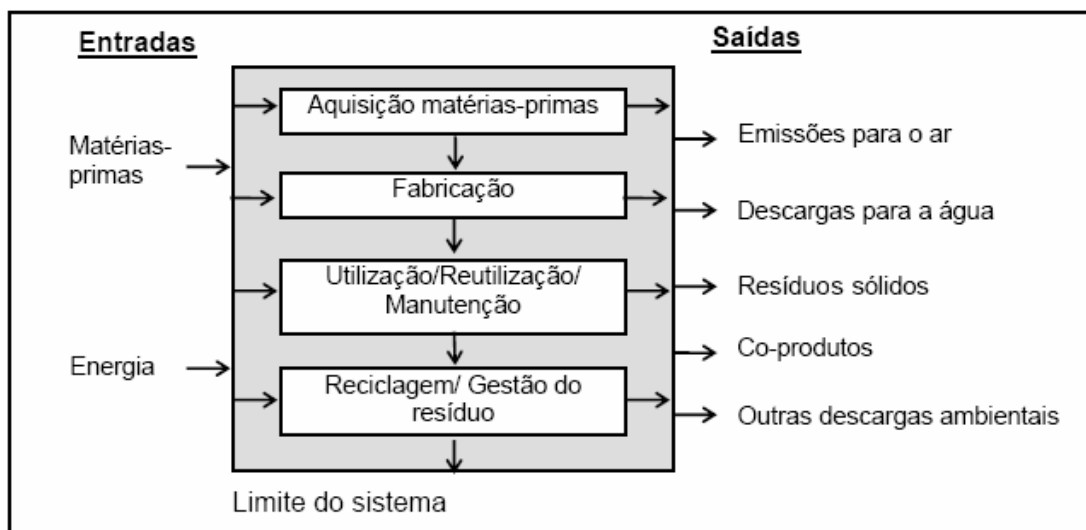 Entradas
Saídas
Aquisição matérias-primas
Matérias-
primas
Emissões para o ar
Fabricação
Descargas para a água
Utilização/Reutilização/
Manutenção
Resíduos sólidos
Energia
Co-produtos
Reciclagem/ Gestão do
resíduo
Outras descargas ambientais
Limite do sistema